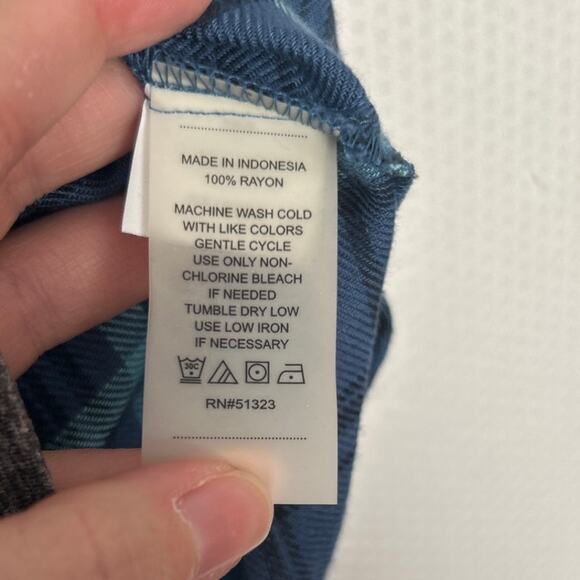 MADE IN INDONESIA
100% RAYON
MACHINE WASH COLD
WITH LIKE COLORS
GENTLE CYCLE
USE ONLY NON-
CHLORINE BLEACH
IF NEEDED
TUMBLE DRY LOW
USE LOW IRON
IF NECESSARY
30C
RN#51323